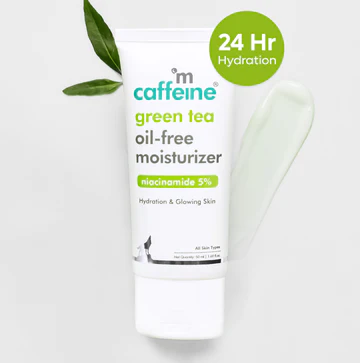 24 Hr
Hydration
'm
caffeine®
green tea
oil-free
moisturizer
niacinamide 5%
Hydration & Glowing Skin
All Skin Types